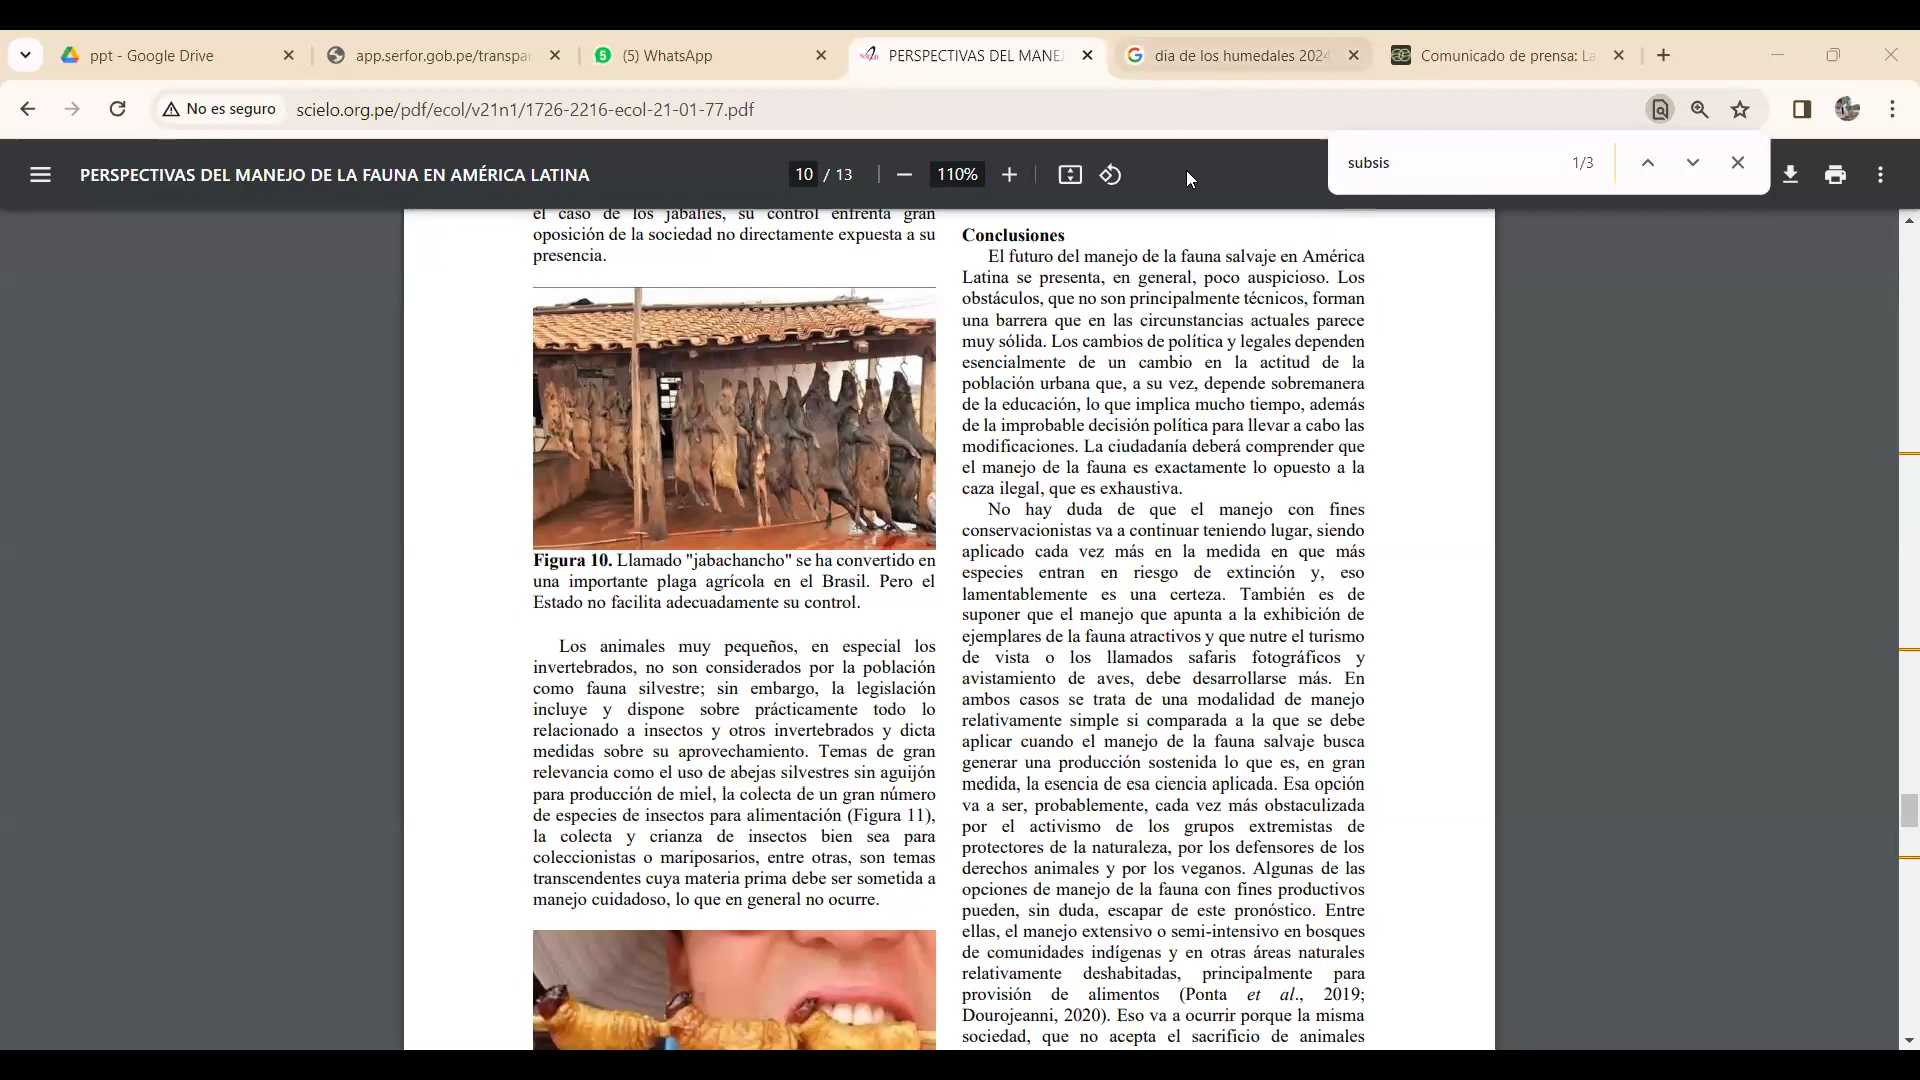 ppt - Google Drive
app.serfor.gob.pe/transpar
(5) WhatsApp
PERSPECTIVAS DEL MANEJ
dia de los humedales 2024
Comunicado de prensa: La
No es seguro
scielo.org.pe/pdf/ecol/v21n1/1726-2216-ecol-21-01-77.pdf
PERSPECTIVAS DEL MANEJO DE LA FAUNA EN AMÉRICA LATINA
10 / 13
110%
subsis
1/3
el caso de los jabalíes, su control enfrenta gran
oposición de la sociedad no directamente expuesta a su
presencia.
Figura 10. Llamado "jabachancho" se ha convertido en
una importante plaga agrícola en el Brasil. Pero el
Estado no facilita adecuadamente su control.
Los animales muy pequeños, en especial los
invertebrados, no son considerados por la población
como fauna silvestre; sin embargo, la legislación
incluye y dispone sobre prácticamente todo lo
relacionado a insectos y otros invertebrados y dicta
medidas sobre su aprovechamiento. Temas de gran
relevancia como el uso de abejas silvestres sin aguijón
para producción de miel, la colecta de un gran número
de especies de insectos para alimentación (Figura 11),
la colecta y crianza de insectos bien sea para
coleccionistas o mariposarios, entre otras, son temas
transcendentes cuya materia prima debe ser sometida a
manejo cuidadoso, lo que en general no ocurre.
Conclusiones
El futuro del manejo de la fauna salvaje en América
Latina se presenta, en general, poco auspicioso. Los
obstáculos, que no son principalmente técnicos, forman
una barrera que en las circunstancias actuales parece
muy sólida. Los cambios de política y legales dependen
esencialmente de un cambio en la actitud de la
población urbana que, a su vez, depende sobremanera
de la educación, lo que implica mucho tiempo, además
de la improbable decisión política para llevar a cabo las
modificaciones. La ciudadanía deberá comprender que
el manejo de la fauna es exactamente lo opuesto a la
caza ilegal, que es exhaustiva.
No hay duda de que el manejo con fines
conservacionistas va a continuar teniendo lugar, siendo
aplicado cada vez más en la medida en que más
especies entran en riesgo de extinción y, eso
lamentablemente es una certeza. También es de
suponer que el manejo que apunta a la exhibición de
ejemplares de la fauna atractivos y que nutre el turismo
de vista o los llamados safaris fotográficos y
avistamiento de aves, debe desarrollarse más. En
ambos casos se trata de una modalidad de manejo
relativamente simple si comparada a la que se debe
aplicar cuando el manejo de la fauna salvaje busca
generar una producción sostenida lo que es, en gran
medida, la esencia de esa ciencia aplicada. Esa opción
va a ser, probablemente, cada vez más obstaculizada
por el activismo de los grupos extremistas de
protectores de la naturaleza, por los defensores de los
derechos animales y por los veganos. Algunas de las
opciones de manejo de la fauna con fines productivos
pueden, sin duda, escapar de este pronóstico. Entre
ellas, el manejo extensivo o semi-intensivo en bosques
de comunidades indígenas y en otras áreas naturales
relativamente deshabitadas, principalmente para
provisión de alimentos (Ponta et al., 2019;
Dourojeanni, 2020). Eso va a ocurrir porque la misma
sociedad, que no acepta el sacrificio de animales